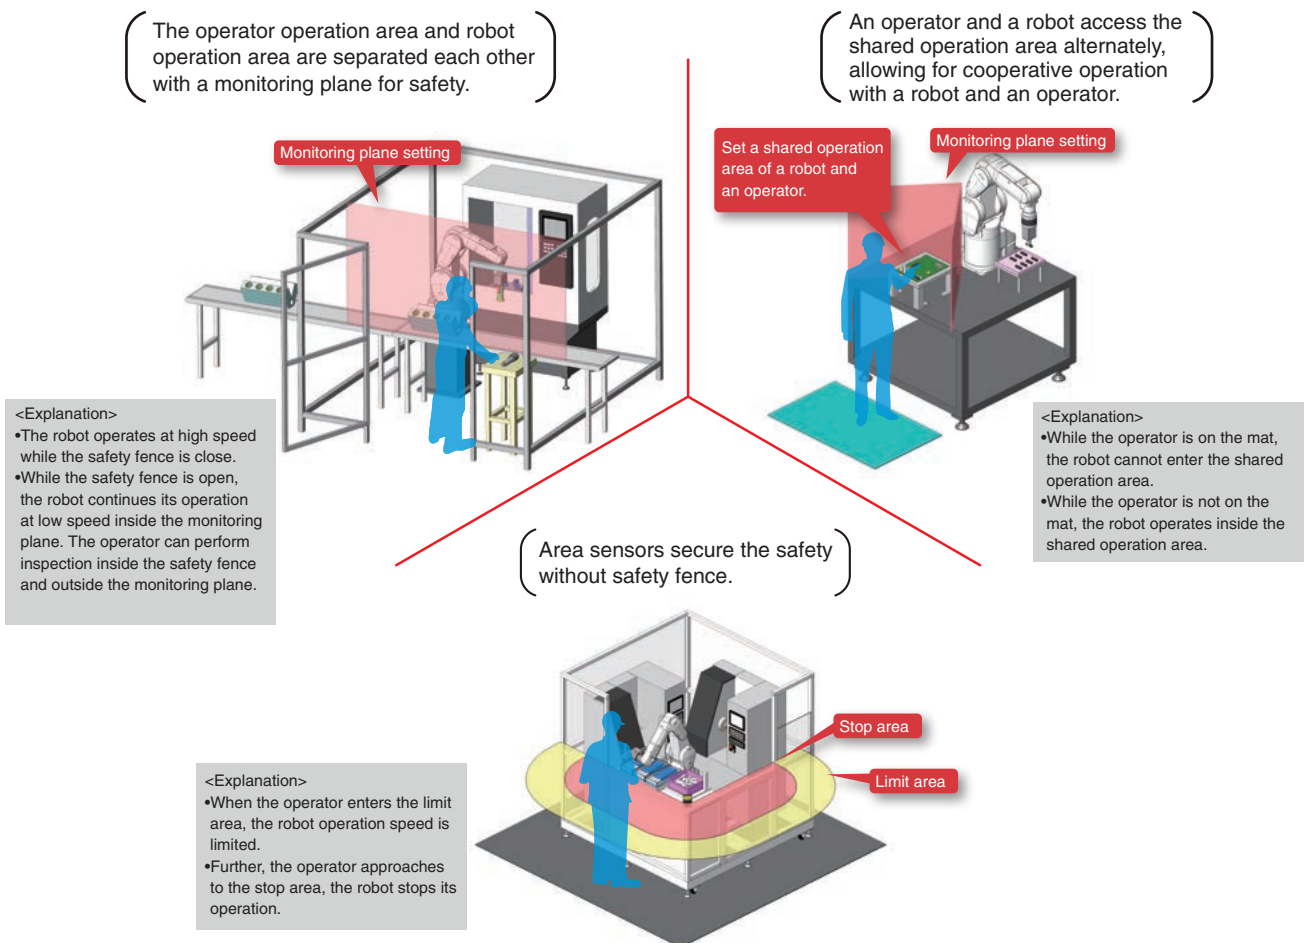 The operator operation area and robot
operation area are separated each other
with a monitoring plane for safety.
Monitoring plane setting
<Explanation>
•The robot operates at high speed
while the safety fence is close.
•While the safety fence is open,
the robot continues its operation
at low speed inside the monitoring
plane. The operator can perform
inspection inside the safety fence
and outside the monitoring plane.
An operator and a robot access the
shared operation area alternately,
allowing for cooperative operation
with a robot and an operator.
Set a shared operation
area of a robot and
an operator.
Monitoring plane setting
<Explanation>
•While the operator is on the mat,
the robot cannot enter the shared
operation area.
•While the operator is not on the
mat, the robot operates inside the
shared operation area.
Area sensors secure the safety
without safety fence.
Stop area
Limit area
<Explanation>
•When the operator enters the limit
area, the robot operation speed is
limited.
•Further, the operator approaches
to the stop area, the robot stops its
operation.